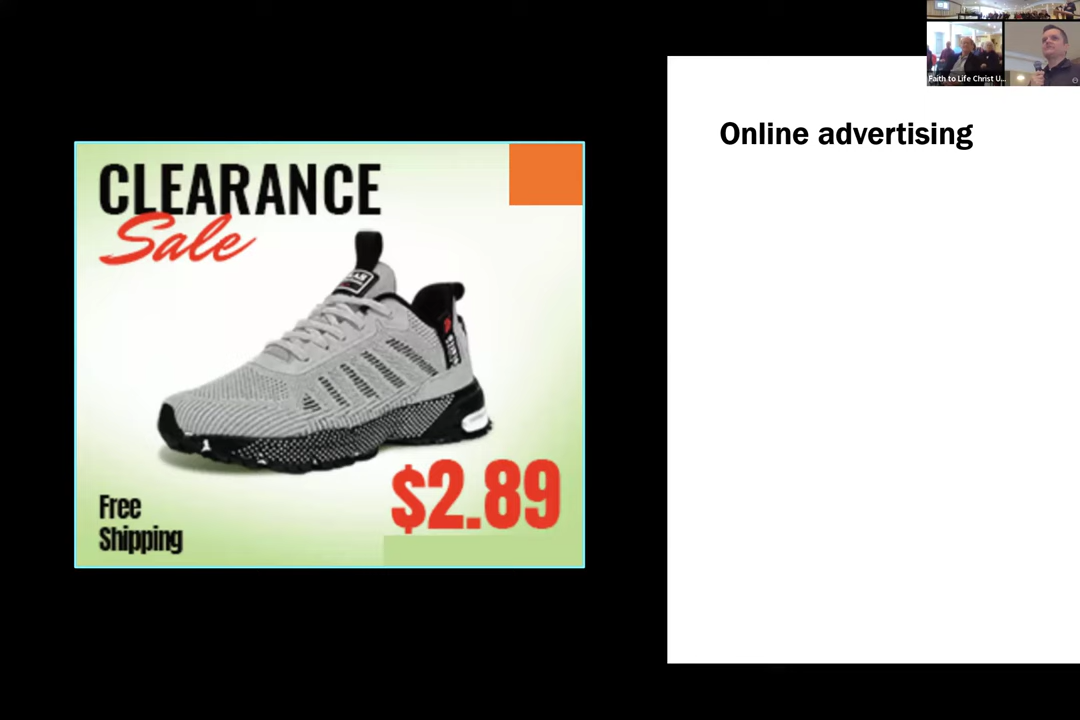 Faith to Life Christ U...
Online advertising
CLEARANCE
Sale
$2.89
Free
Shipping